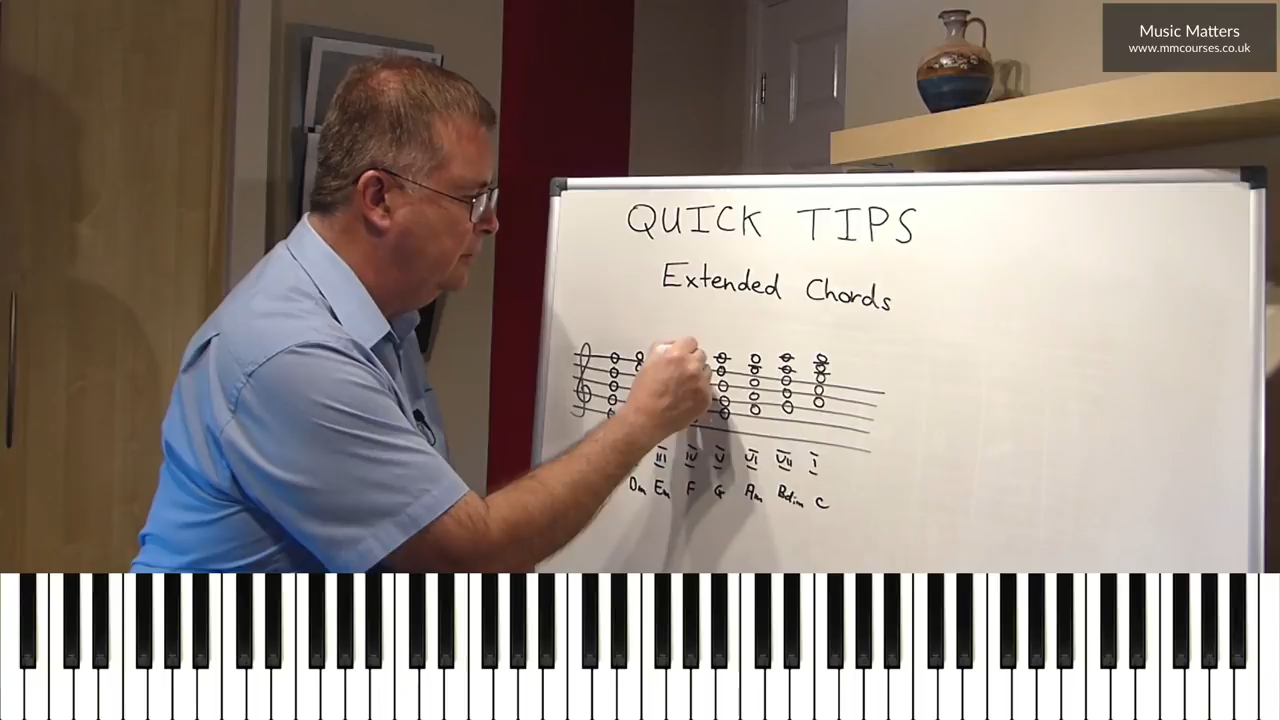 Music Matters
www.mmcourses.co.uk
QUICK TIPS
Extended Chords
III IV V VI VII I
Dm Em F G Am Bdim C